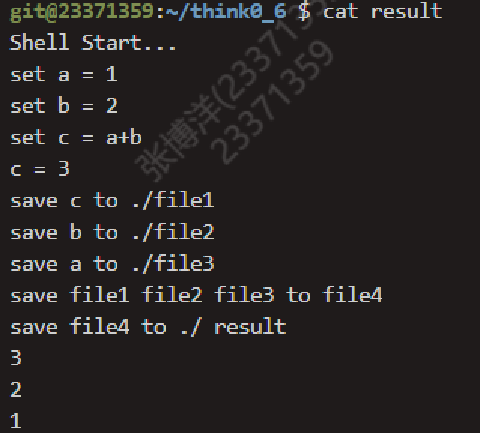 git@23371359:~/think0_6 $ cat result
Shell Start...
set a = 1
set b = 2
set c = a+b
c = 3
save c to ./file1
save b to ./file2
save a to ./file3
save file1 file2 file3 to file4
save file4 to ./ result
3
2
1
张博洋(23371359
23371359